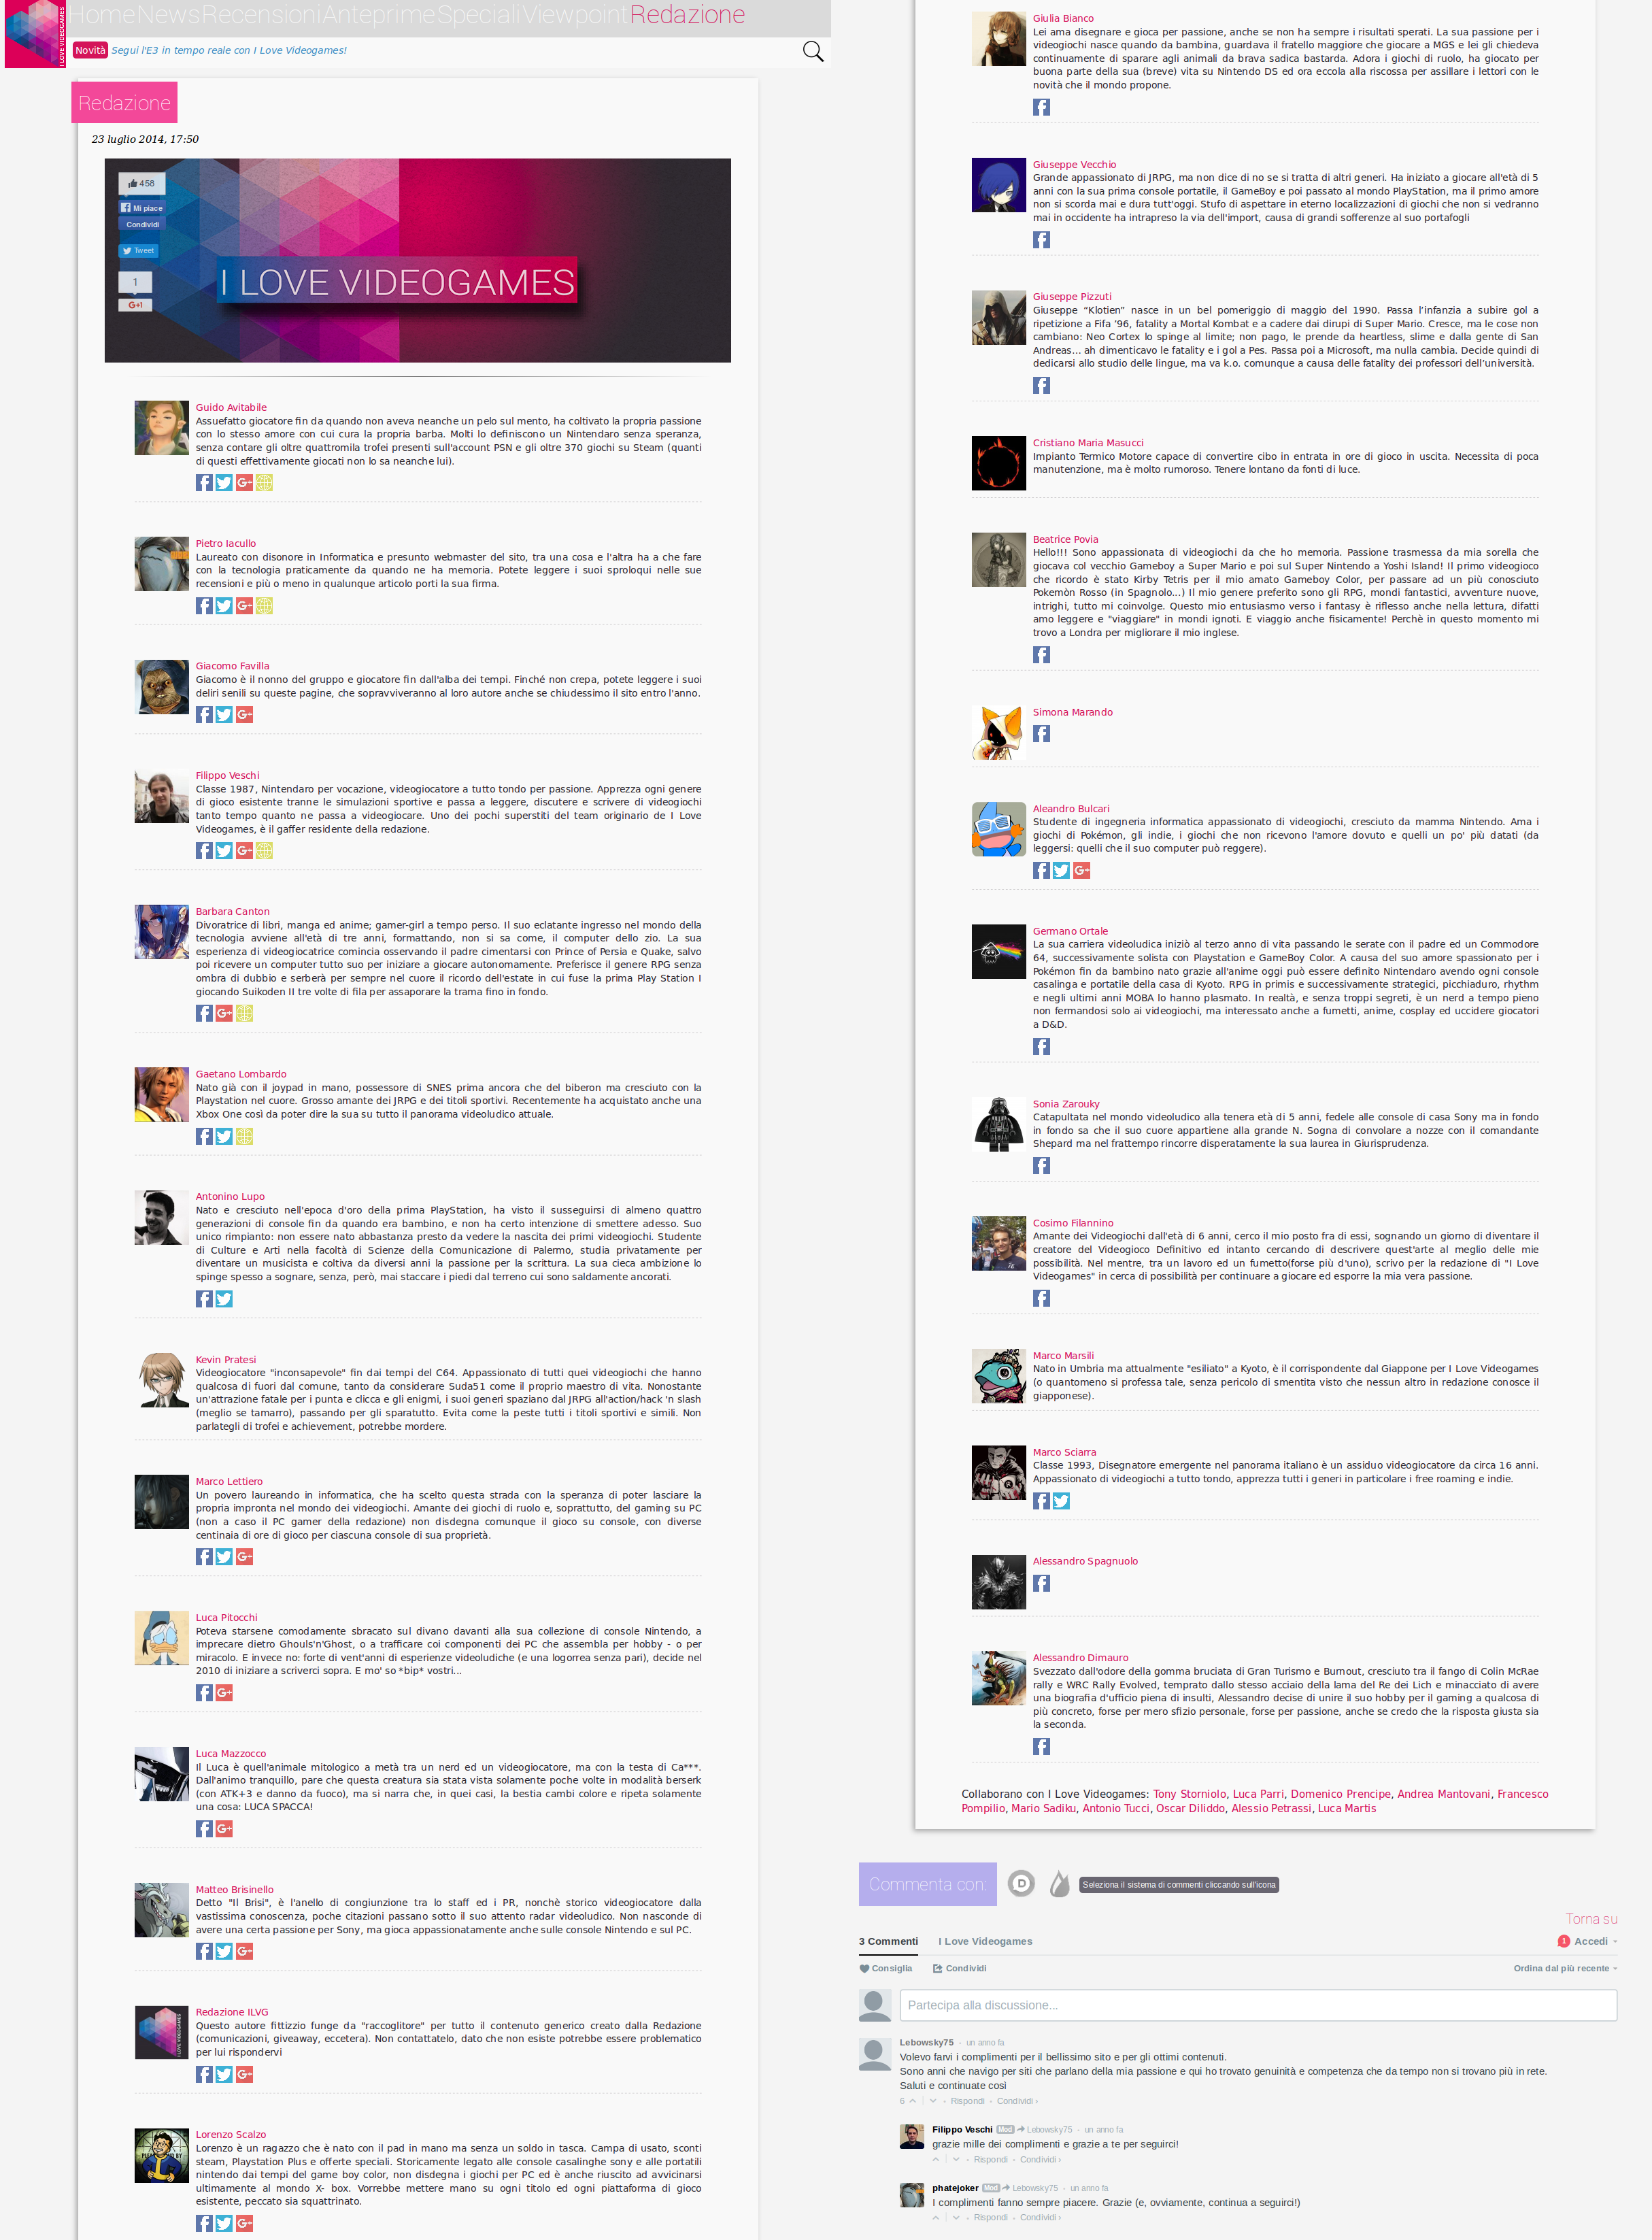 Home News Recensioni Anteprime Speciali Viewpoint Redazione
I LOVE VIDEOGAMES
Novità Segui l'E3 in tempo reale con I Love Videogames!
Redazione
23 luglio 2014, 17:50
458
Mi piace
Condividi
Tweet
1
G+1
I LOVE VIDEOGAMES
Guido Avitabile
Assuefatto giocatore fin da quando non aveva neanche un pelo sul mento, ha coltivato la propria passione
con lo stesso amore con cui cura la propria barba. Molti lo definiscono un Nintendaro senza speranza,
senza contare gli oltre quattromila trofei presenti sull'account PSN e gli oltre 370 giochi su Steam (quanti
di questi effettivamente giocati non lo sa neanche lui).
Pietro Iacullo
Laureato con disonore in Informatica e presunto webmaster del sito, tra una cosa e l'altra ha a che fare
con la tecnologia praticamente da quando ne ha memoria. Potete leggere i suoi sproloqui nelle sue
recensioni e più o meno in qualunque articolo porti la sua firma.
Giacomo Favilla
Giacomo è il nonno del gruppo e giocatore fin dall'alba dei tempi. Finché non crepa, potete leggere i suoi
deliri senili su queste pagine, che sopravviveranno al loro autore anche se chiudessimo il sito entro l'anno.
Filippo Veschi
Classe 1987, Nintendaro per vocazione, videogiocatore a tutto tondo per passione. Apprezza ogni genere
di gioco esistente tranne le simulazioni sportive e passa a leggere, discutere e scrivere di videogiochi
tanto tempo quanto ne passa a videogiocare. Uno dei pochi superstiti del team originario de I Love
Videogames, è il gaffer residente della redazione.
Barbara Canton
Divoratrice di libri, manga ed anime; gamer-girl a tempo perso. Il suo eclatante ingresso nel mondo della
tecnologia avviene all'età di tre anni, formattando, non si sa come, il computer dello zio. La sua
esperienza di videogiocatrice comincia osservando il padre cimentarsi con Prince of Persia e Quake, salvo
poi ricevere un computer tutto suo per iniziare a giocare autonomamente. Preferisce il genere RPG senza
ombra di dubbio e serberà per sempre nel cuore il ricordo dell'estate in cui fuse la prima Play Station I
giocando Suikoden II tre volte di fila per assaporare la trama fino in fondo.
Gaetano Lombardo
Nato già con il joypad in mano, possessore di SNES prima ancora che del biberon ma cresciuto con la
Playstation nel cuore. Grosso amante dei JRPG e dei titoli sportivi. Recentemente ha acquistato anche una
Xbox One così da poter dire la sua su tutto il panorama videoludico attuale.
Antonino Lupo
Nato e cresciuto nell'epoca d'oro della prima PlayStation, ha visto il susseguirsi di almeno quattro
generazioni di console fin da quando era bambino, e non ha certo intenzione di smettere adesso. Suo
unico rimpianto: non essere nato abbastanza presto da vedere la nascita dei primi videogiochi. Studente
di Culture e Arti nella facoltà di Scienze della Comunicazione di Palermo, studia privatamente per
diventare un musicista e coltiva da diversi anni la passione per la scrittura. La sua cieca ambizione lo
spinge spesso a sognare, senza, però, mai staccare i piedi dal terreno cui sono saldamente ancorati.
Kevin Pratesi
Videogiocatore "inconsapevole" fin dai tempi del C64. Appassionato di tutti quei videogiochi che hanno
qualcosa di fuori dal comune, tanto da considerare Suda51 come il proprio maestro di vita. Nonostante
un'attrazione fatale per i punta e clicca e gli enigmi, i suoi generi spaziano dal JRPG all'action/hack 'n slash
(meglio se tamarro), passando per gli sparatutto. Evita come la peste tutti i titoli sportivi e simili. Non
parlategli di trofei e achievement, potrebbe mordere.
Marco Lettiero
Un povero laureando in informatica, che ha scelto questa strada con la speranza di poter lasciare la
propria impronta nel mondo dei videogiochi. Amante dei giochi di ruolo e, soprattutto, del gaming su PC
(non a caso il PC gamer della redazione) non disdegna comunque il gioco su console, con diverse
centinaia di ore di gioco per ciascuna console di sua proprietà.
Luca Pitocchi
Poteva starsene comodamente sbracato sul divano davanti alla sua collezione di console Nintendo, a
imprecare dietro Ghouls'n'Ghost, o a trafficare coi componenti dei PC che assembla per hobby - o per
miracolo. E invece no: forte di vent'anni di esperienze videoludiche (e una logorrea senza pari), decide nel
2010 di iniziare a scriverci sopra. E mo' so *bip* vostri...
Luca Mazzocco
Il Luca è quell'animale mitologico a metà tra un nerd ed un videogiocatore, ma con la testa di Ca***.
Dall'animo tranquillo, pare che questa creatura sia stata vista solamente poche volte in modalità berserk
(con ATK+3 e danno da fuoco), ma si narra che, in quei casi, la bestia cambi colore e ripeta solamente
una cosa: LUCA SPACCA!
Matteo Brisinello
Detto "Il Brisi", è l'anello di congiunzione tra lo staff ed i PR, nonchè storico videogiocatore dalla
vastissima conoscenza, poche citazioni passano sotto il suo attento radar videoludico. Non nasconde di
avere una certa passione per Sony, ma gioca appassionatamente anche sulle console Nintendo e sul PC.
Redazione ILVG
Questo autore fittizzio funge da "raccoglitore" per tutto il contenuto generico creato dalla Redazione
(comunicazioni, giveaway, eccetera). Non contattatelo, dato che non esiste potrebbe essere problematico
per lui rispondervi
Lorenzo Scalzo
Lorenzo è un ragazzo che è nato con il pad in mano ma senza un soldo in tasca. Campa di usato, sconti
steam, Playstation Plus e offerte speciali. Storicamente legato alle console casalinghe sony e alle portatili
nintendo dai tempi del game boy color, non disdegna i giochi per PC ed è anche riuscito ad avvicinarsi
ultimamente al mondo X- box. Vorrebbe mettere mano su ogni titolo ed ogni piattaforma di gioco
esistente, peccato sia squattrinato.
Giulia Bianco
Lei ama disegnare e gioca per passione, anche se non ha sempre i risultati sperati. La sua passione per i
videogiochi nasce quando da bambina, guardava il fratello maggiore che giocare a MGS e lei gli chiedeva
continuamente di sparare agli animali da brava sadica bastarda. Adora i giochi di ruolo, ha giocato per
buona parte della sua (breve) vita su Nintendo DS ed ora eccola alla riscossa per assillare i lettori con le
novità che il mondo propone.
Giuseppe Vecchio
Grande appassionato di JRPG, ma non dice di no se si tratta di altri generi. Ha iniziato a giocare all'età di 5
anni con la sua prima console portatile, il GameBoy e poi passato al mondo PlayStation, ma il primo amore
non si scorda mai e dura tutt'oggi. Stufo di aspettare in eterno localizzazioni di giochi che non si vedranno
mai in occidente ha intrapreso la via dell'import, causa di grandi sofferenze al suo portafogli
Giuseppe Pizzuti
Giuseppe “Klotien” nasce in un bel pomeriggio di maggio del 1990. Passa l’infanzia a subire gol a
ripetizione a Fifa ’96, fatality a Mortal Kombat e a cadere dai dirupi di Super Mario. Cresce, ma le cose non
cambiano: Neo Cortex lo spinge al limite; non pago, le prende da heartless, slime e dalla gente di San
Andreas… ah dimenticavo le fatality e i gol a Pes. Passa poi a Microsoft, ma nulla cambia. Decide quindi di
dedicarsi allo studio delle lingue, ma va k.o. comunque a causa delle fatality dei professori dell’università.
Cristiano Maria Masucci
Impianto Termico Motore capace di convertire cibo in entrata in ore di gioco in uscita. Necessita di poca
manutenzione, ma è molto rumoroso. Tenere lontano da fonti di luce.
Beatrice Povia
Hello!!! Sono appassionata di videogiochi da che ho memoria. Passione trasmessa da mia sorella che
giocava col vecchio Gameboy a Super Mario e poi sul Super Nintendo a Yoshi Island! Il primo videogioco
che ricordo è stato Kirby Tetris per il mio amato Gameboy Color, per passare ad un più conosciuto
Pokemòn Rosso (in Spagnolo...) Il mio genere preferito sono gli RPG, mondi fantastici, avventure nuove,
intrighi, tutto mi coinvolge. Questo mio entusiasmo verso i fantasy è riflesso anche nella lettura, difatti
amo leggere e "viaggiare" in mondi ignoti. E viaggio anche fisicamente! Perchè in questo momento mi
trovo a Londra per migliorare il mio inglese.
Simona Marando
Aleandro Bulcari
Studente di ingegneria informatica appassionato di videogiochi, cresciuto da mamma Nintendo. Ama i
giochi di Pokémon, gli indie, i giochi che non ricevono l'amore dovuto e quelli un po' più datati (da
leggersi: quelli che il suo computer può reggere).
Germano Ortale
La sua carriera videoludica iniziò al terzo anno di vita passando le serate con il padre ed un Commodore
64, successivamente solista con Playstation e GameBoy Color. A causa del suo amore spassionato per i
Pokémon fin da bambino nato grazie all'anime oggi può essere definito Nintendaro avendo ogni console
casalinga e portatile della casa di Kyoto. RPG in primis e successivamente strategici, picchiaduro, rhythm
e negli ultimi anni MOBA lo hanno plasmato. In realtà, e senza troppi segreti, è un nerd a tempo pieno
non fermandosi solo ai videogiochi, ma interessato anche a fumetti, anime, cosplay ed uccidere giocatori
a D&D.
Sonia Zarouky
Catapultata nel mondo videoludico alla tenera età di 5 anni, fedele alle console di casa Sony ma in fondo
in fondo sa che il suo cuore appartiene alla grande N. Sogna di convolare a nozze con il comandante
Shepard ma nel frattempo rincorre disperatamente la sua laurea in Giurisprudenza.
Cosimo Filannino
Amante dei Videogiochi dall'età di 6 anni, cerco il mio posto fra di essi, sognando un giorno di diventare il
creatore del Videogioco Definitivo ed intanto cercando di descrivere quest'arte al meglio delle mie
possibilità. Nel mentre, tra un lavoro ed un fumetto(forse più d'uno), scrivo per la redazione di "I Love
Videogames" in cerca di possibilità per continuare a giocare ed esporre la mia vera passione.
Marco Marsili
Nato in Umbria ma attualmente "esiliato" a Kyoto, è il corrispondente dal Giappone per I Love Videogames
(o quantomeno si professa tale, senza pericolo di smentita visto che nessun altro in redazione conosce il
giapponese).
Marco Sciarra
Classe 1993, Disegnatore emergente nel panorama italiano è un assiduo videogiocatore da circa 16 anni.
Appassionato di videogiochi a tutto tondo, apprezza tutti i generi in particolare i free roaming e indie.
Alessandro Spagnuolo
Alessandro Dimauro
Svezzato dall'odore della gomma bruciata di Gran Turismo e Burnout, cresciuto tra il fango di Colin McRae
rally e WRC Rally Evolved, temprato dallo stesso acciaio della lama del Re dei Lich e minacciato di avere
una biografia d'ufficio piena di insulti, Alessandro decise di unire il suo hobby per il gaming a qualcosa di
più concreto, forse per mero sfizio personale, forse per passione, anche se credo che la risposta giusta sia
la seconda.
Collaborano con I Love Videogames: Tony Storniolo, Luca Parri, Domenico Prencipe, Andrea Mantovani, Francesco
Pompilio, Mario Sadiku, Antonio Tucci, Oscar Diliddo, Alessio Petrassi, Luca Martis
Commenta con: Seleziona il sistema di commenti cliccando sull'icona
Torna su
3 Commenti I Love Videogames 1 Accedi
Consiglia Condividi Ordina dal più recente
Partecipa alla discussione...
Lebowsky75 • un anno fa
Volevo farvi i complimenti per il bellissimo sito e per gli ottimi contenuti.
Sono anni che navigo per siti che parlano della mia passione e qui ho trovato genuinità e competenza che da tempo non si trovano più in rete.
Saluti e continuate così
6 • Rispondi • Condividi ›
Filippo Veschi Mod Lebowsky75 • un anno fa
grazie mille dei complimenti e grazie a te per seguirci!
• Rispondi • Condividi ›
phatejoker Mod Lebowsky75 • un anno fa
I complimenti fanno sempre piacere. Grazie (e, ovviamente, continua a seguirci!)
• Rispondi • Condividi ›